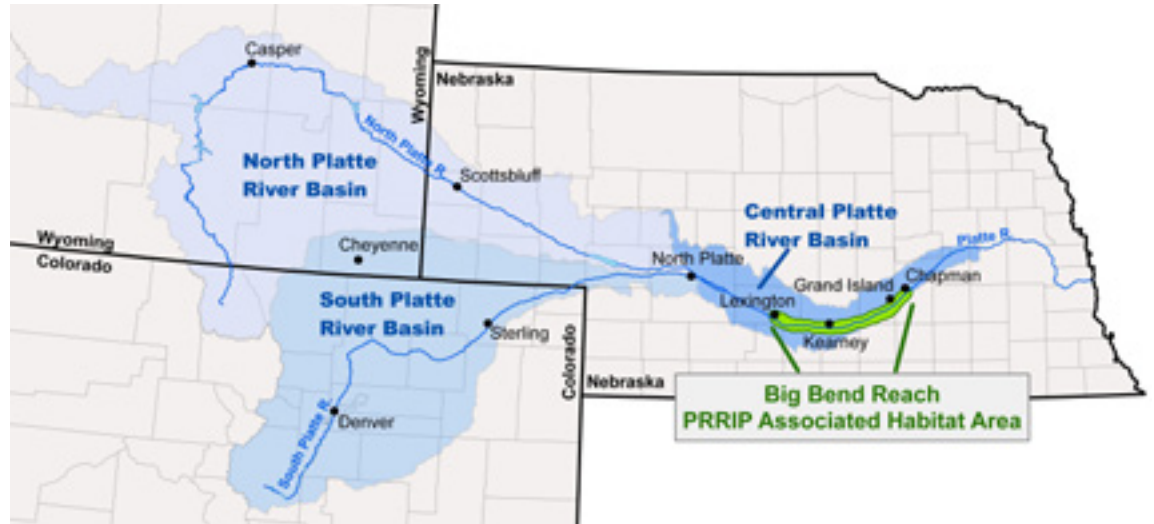 Casper
Wyoming
Nebraska
North Platte R.
North Platte
River Basin
Scottsbluff
Central Platte
River Basin
Platte R.
Wyoming
Colorado
Cheyenne
North Platte
Chapman
Grand Island
Lexington
South Platte
River Basin
Sterling
Kearney
Colorado
Nebraska
Big Bend Reach
PRRIP Associated Habitat Area
Denver
South Platte R.